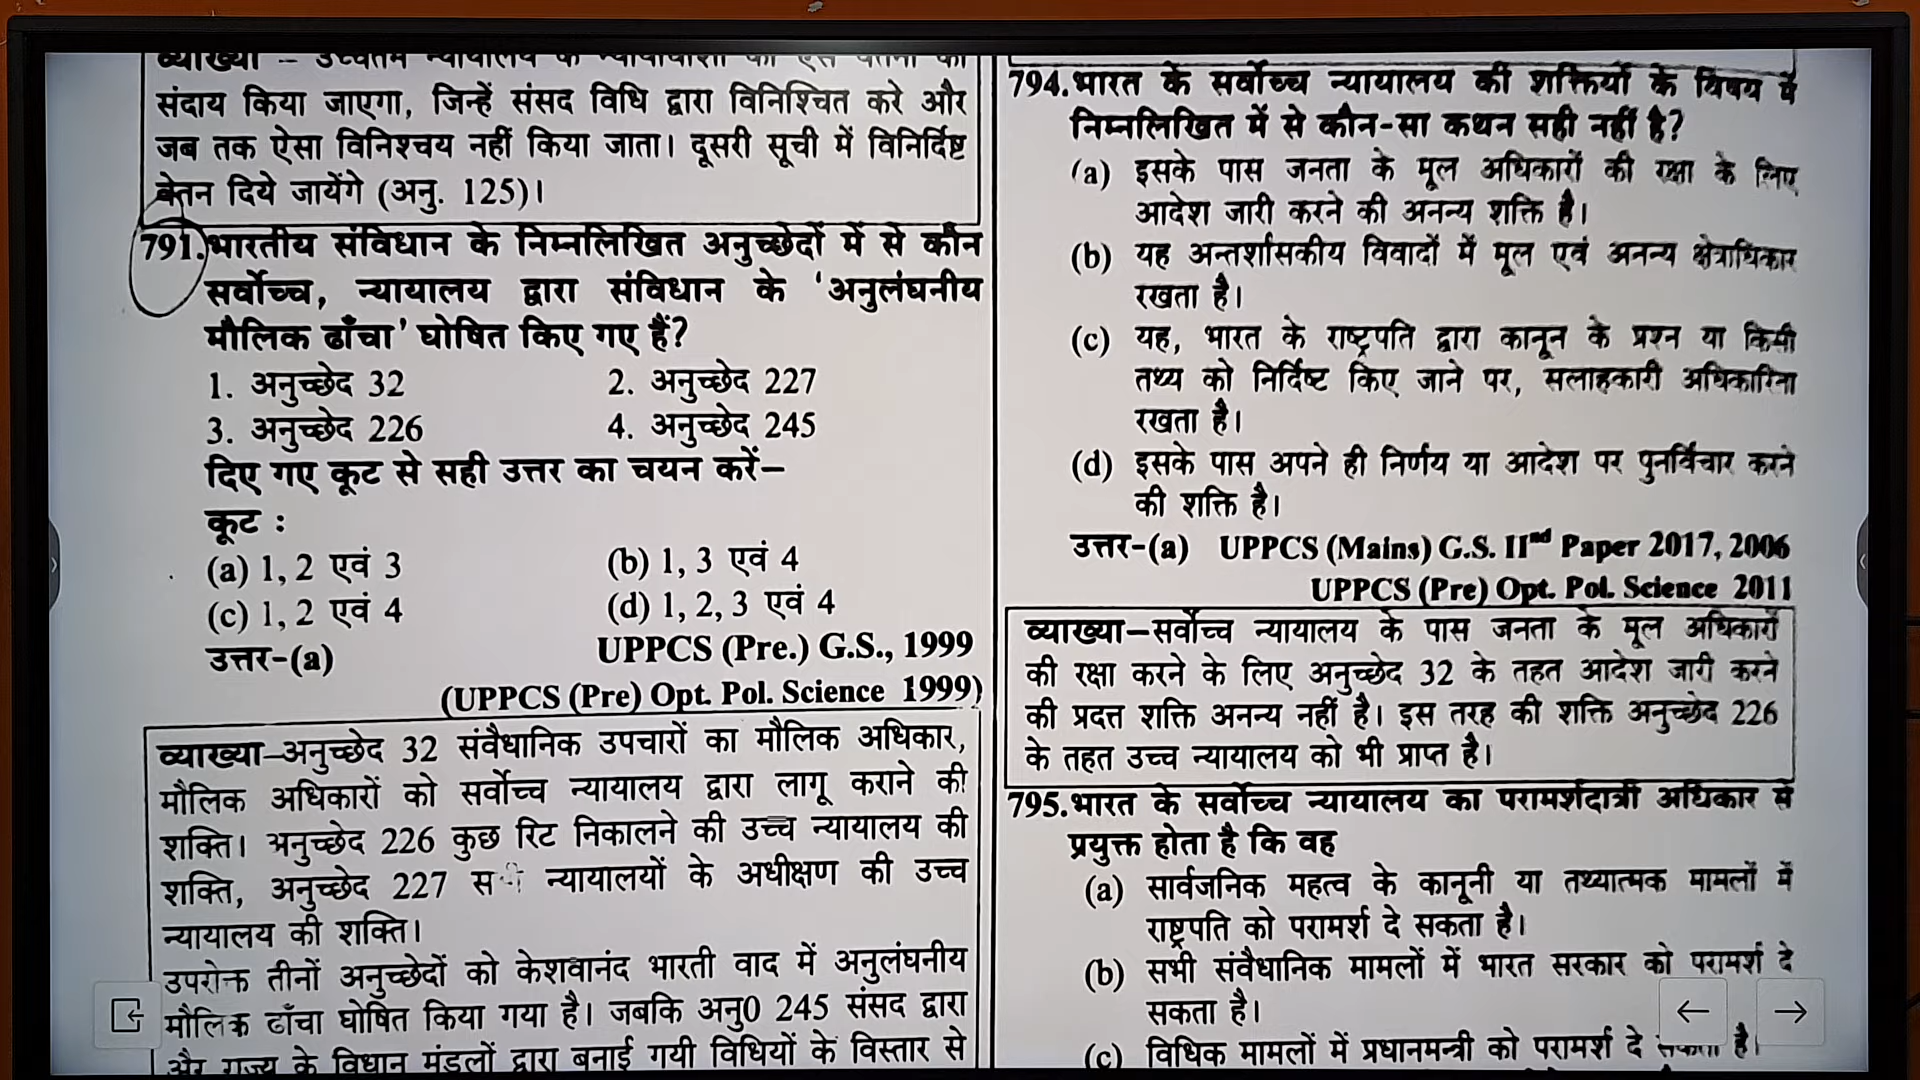 व्याख्या – उच्चतम न्यायालय के न्यायाधीशों को ऐसे वेतनों का
संदाय किया जाएगा, जिन्हें संसद विधि द्वारा विनिश्चित करे और
जब तक ऐसा विनिश्चय नहीं किया जाता। दूसरी सूची में विनिर्दिष्ट
वेतन दिये जायेंगे (अनु. 125)।
791.भारतीय संविधान के निम्नलिखित अनुच्छेदों में से कौन
सर्वोच्च, न्यायालय द्वारा संविधान के 'अनुलंघनीय
मौलिक ढाँचा' घोषित किए गए हैं?
1. अनुच्छेद 32 2. अनुच्छेद 227
3. अनुच्छेद 226 4. अनुच्छेद 245
दिए गए कूट से सही उत्तर का चयन करें–
कूट :
(a) 1, 2 एवं 3 (b) 1, 3 एवं 4
(c) 1, 2 एवं 4 (d) 1, 2, 3 एवं 4
उत्तर-(a) UPPCS (Pre.) G.S., 1999
(UPPCS (Pre) Opt. Pol. Science 1999)
व्याख्या–अनुच्छेद 32 संवैधानिक उपचारों का मौलिक अधिकार,
मौलिक अधिकारों को सर्वोच्च न्यायालय द्वारा लागू कराने की
शक्ति। अनुच्छेद 226 कुछ रिट निकालने की उच्च न्यायालय की
शक्ति, अनुच्छेद 227 न्यायालयों के अधीक्षण की उच्च
न्यायालय की शक्ति।
उपरोक्त तीनों अनुच्छेदों को केशवानंद भारती वाद में अनुलंघनीय
मौलिक ढाँचा घोषित किया गया है। जबकि अनु0 245 संसद द्वारा
और राज्य के विधान मंडलों द्वारा बनाई गयी विधियों के विस्तार से
794.भारत के सर्वोच्च न्यायालय की शक्तियों के विषय में
निम्नलिखित में से कौन-सा कथन सही नहीं है?
(a) इसके पास जनता के मूल अधिकारों की रक्षा के लिए
आदेश जारी करने की अनन्य शक्ति है।
(b) यह अन्तर्शासकीय विवादों में मूल एवं अनन्य क्षेत्राधिकार
रखता है।
(c) यह, भारत के राष्ट्रपति द्वारा कानून के प्रश्न या किसी
तथ्य को निर्दिष्ट किए जाने पर, सलाहकारी अधिकारिता
रखता है।
(d) इसके पास अपने ही निर्णय या आदेश पर पुनर्विचार करने
की शक्ति है।
उत्तर-(a) UPPCS (Mains) G.S. IInd Paper 2017, 2006
UPPCS (Pre) Opt. Pol. Science 2011
व्याख्या–सर्वोच्च न्यायालय के पास जनता के मूल अधिकारों
की रक्षा करने के लिए अनुच्छेद 32 के तहत आदेश जारी करने
की प्रदत्त शक्ति अनन्य नहीं है। इस तरह की शक्ति अनुच्छेद 226
के तहत उच्च न्यायालय को भी प्राप्त है।
795.भारत के सर्वोच्च न्यायालय का परामर्शदात्री अधिकार से
प्रयुक्त होता है कि वह
(a) सार्वजनिक महत्व के कानूनी या तथ्यात्मक मामलों में
राष्ट्रपति को परामर्श दे सकता है।
(b) सभी संवैधानिक मामलों में भारत सरकार को परामर्श दे
सकता है।
(c) विधिक मामलों में प्रधानमन्त्री को परामर्श दे सकता है।